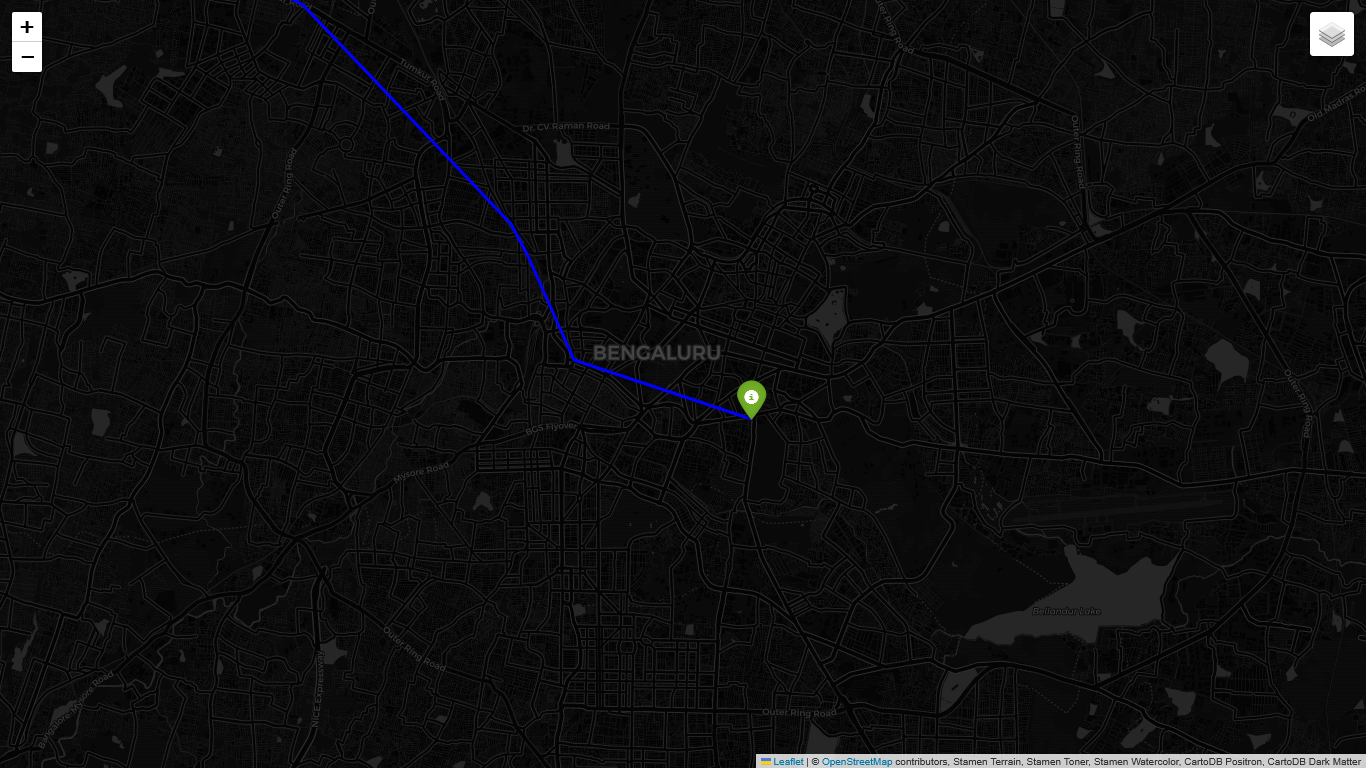 +
−
Tumkur Road
Outer Ring Road
Dr. CV Raman Road
Old Madras Ro
Outer Ring Road
Outer Ring Road
BENGALURU
Outer Ring Road
BGS Flyover
Mysore Road
Bellandur Lake
Outer Ring Road
NICE Expressway
Bangalore-Mysore Road
Outer Ring Road
Leaflet | © OpenStreetMap contributors, Stamen Terrain, Stamen Toner, Stamen Watercolor, CartoDB Positron, CartoDB Dark Matter